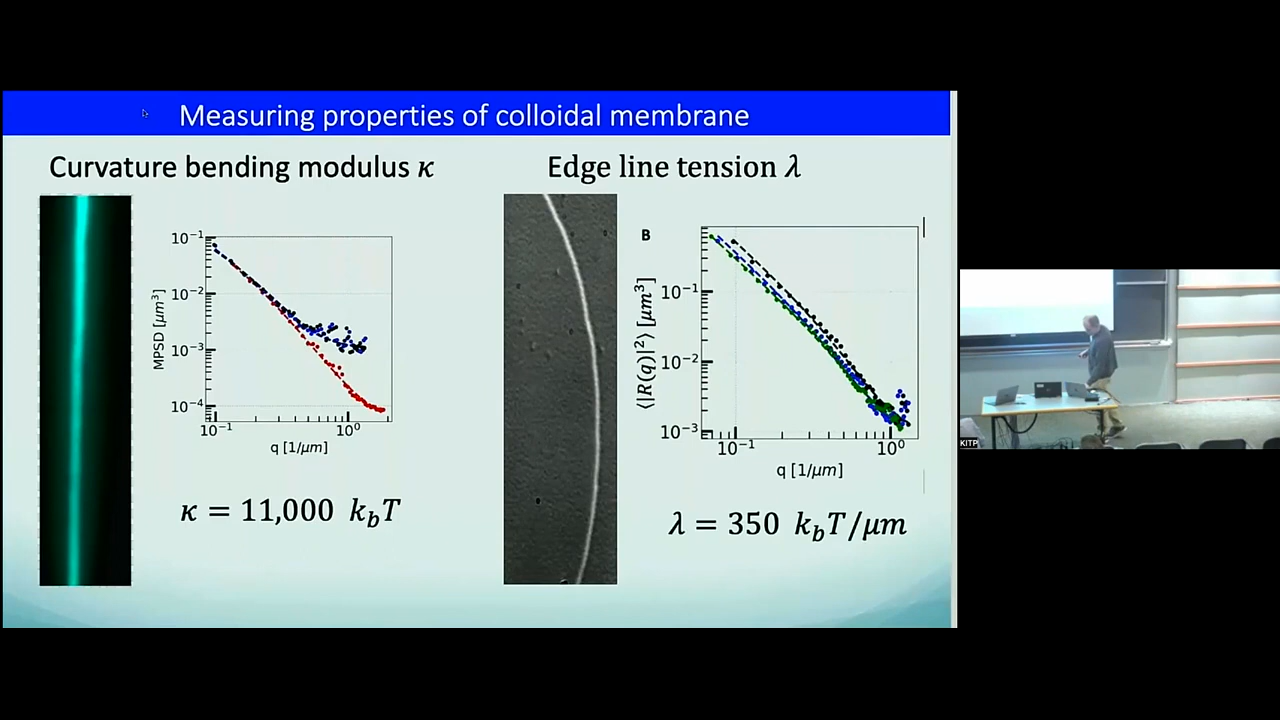 Measuring properties of colloidal membrane
Curvature bending modulus κ
Edge line tension λ
10⁻¹
10⁻²
10⁻³
10⁻⁴
MPSD [μm³]
10⁻¹
10⁰
q [1/μm]
κ = 11,000 k_bT
B
10⁻¹
10⁻²
10⁻³
⟨|R(q)|²⟩ [μm³]
10⁻¹
10⁰
q [1/μm]
λ = 350 k_bT/μm
KITP